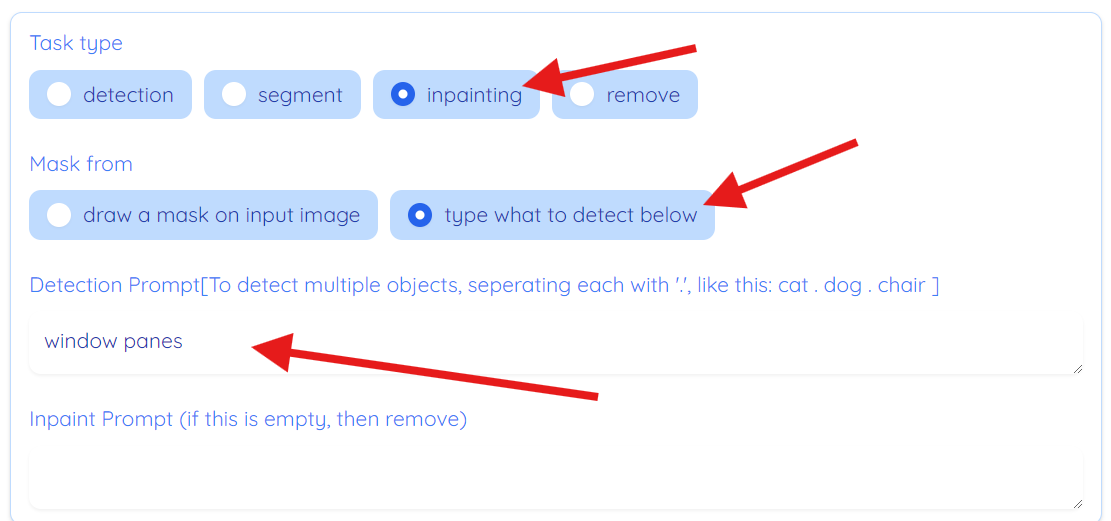 Task type
detection segment inpainting remove
Mask from
draw a mask on input image type what to detect below
Detection Prompt[To detect multiple objects, seperating each with '.', like this: cat . dog . chair ]
window panes
Inpaint Prompt (if this is empty, then remove)